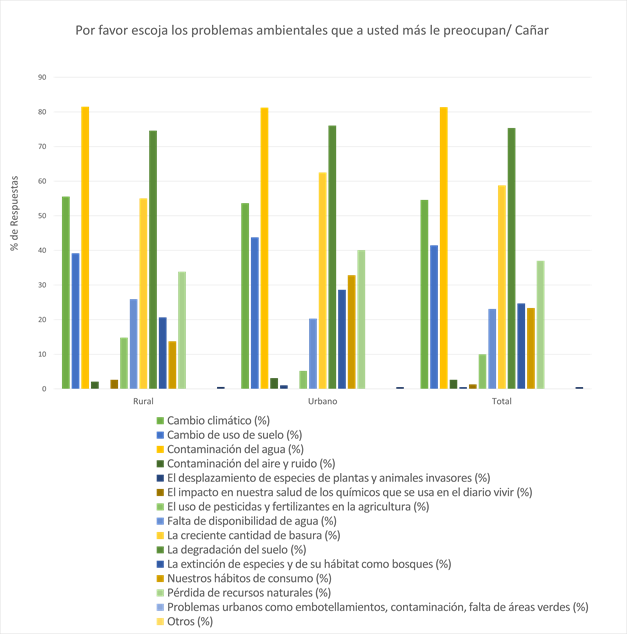 Por favor escoja los problemas ambientales que a usted más le preocupan/ Cañar
90
80
70
60
50
40
30
20
10
0
% de Respuestas
Rural Urbano Total
Cambio climático (%)
Cambio de uso de suelo (%)
Contaminación del agua (%)
Contaminación del aire y ruido (%)
El desplazamiento de especies de plantas y animales invasores (%)
El impacto en nuestra salud de los químicos que se usa en el diario vivir (%)
El uso de pesticidas y fertilizantes en la agricultura (%)
Falta de disponibilidad de agua (%)
La creciente cantidad de basura (%)
La degradación del suelo (%)
La extinción de especies y de su hábitat como bosques (%)
Nuestros hábitos de consumo (%)
Pérdida de recursos naturales (%)
Problemas urbanos como embotellamientos, contaminación, falta de áreas verdes (%)
Otros (%)